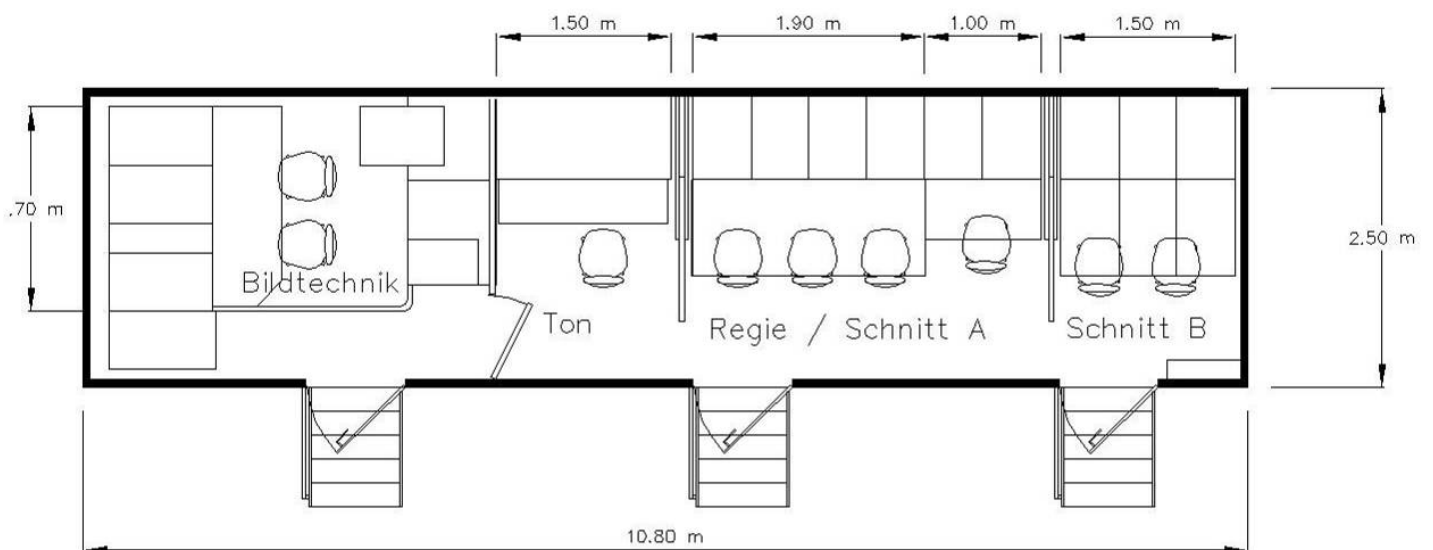 1.50 m
1.90 m
1.00 m
1.50 m
.70 m
2.50 m
Bildtechnik
Ton
Regie / Schnitt A
Schnitt B
10.80 m